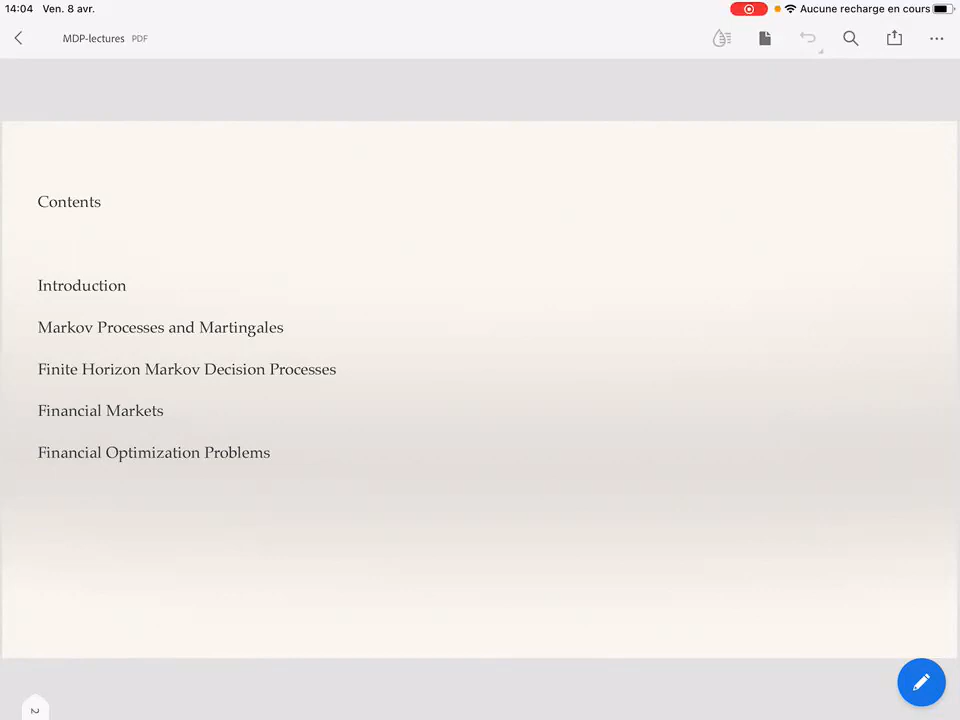 14:04 Ven. 8 avr. Aucune recharge en cours
MDP-lectures PDF
Contents
Introduction
Markov Processes and Martingales
Finite Horizon Markov Decision Processes
Financial Markets
Financial Optimization Problems
2